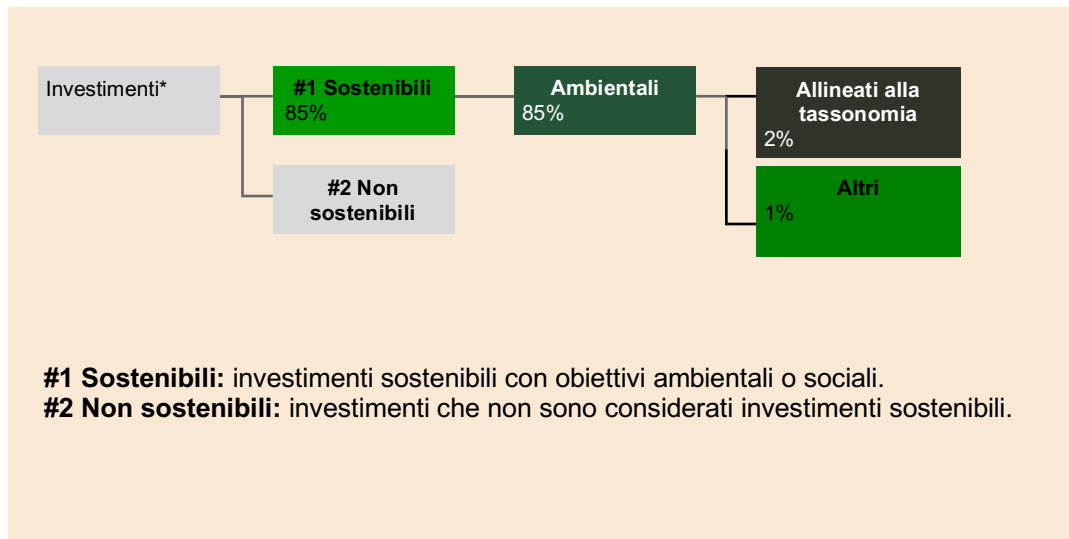 Investimenti*
#1 Sostenibili
85%
Ambientali
85%
Allineati alla
tassonomia
2%
#2 Non
sostenibili
Altri
1%
#1 Sostenibili: investimenti sostenibili con obiettivi ambientali o sociali.
#2 Non sostenibili: investimenti che non sono considerati investimenti sostenibili.